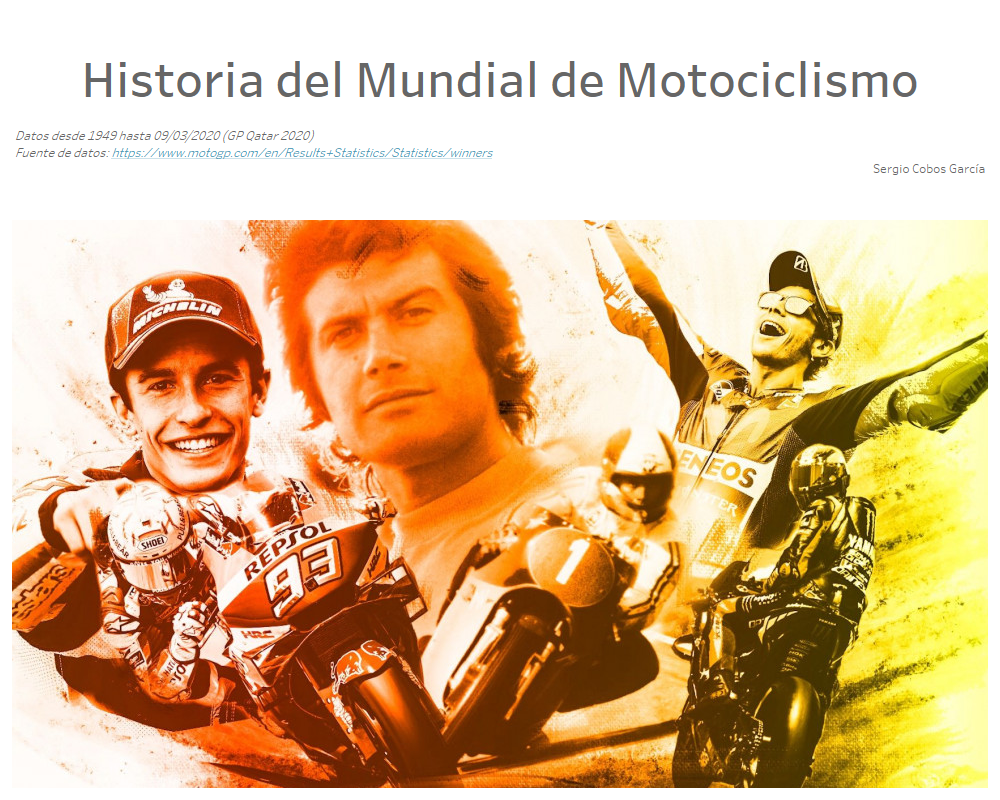 Historia del Mundial de Motociclismo
Datos desde 1949 hasta 09/03/2020 (GP Qatar 2020)
Fuente de datos: https://www.motogp.com/en/Results+Statistics/Statistics/winners
Sergio Cobos García
MICHELIN
ENEOS
SHOEI
REPSOL
93
1
HRC